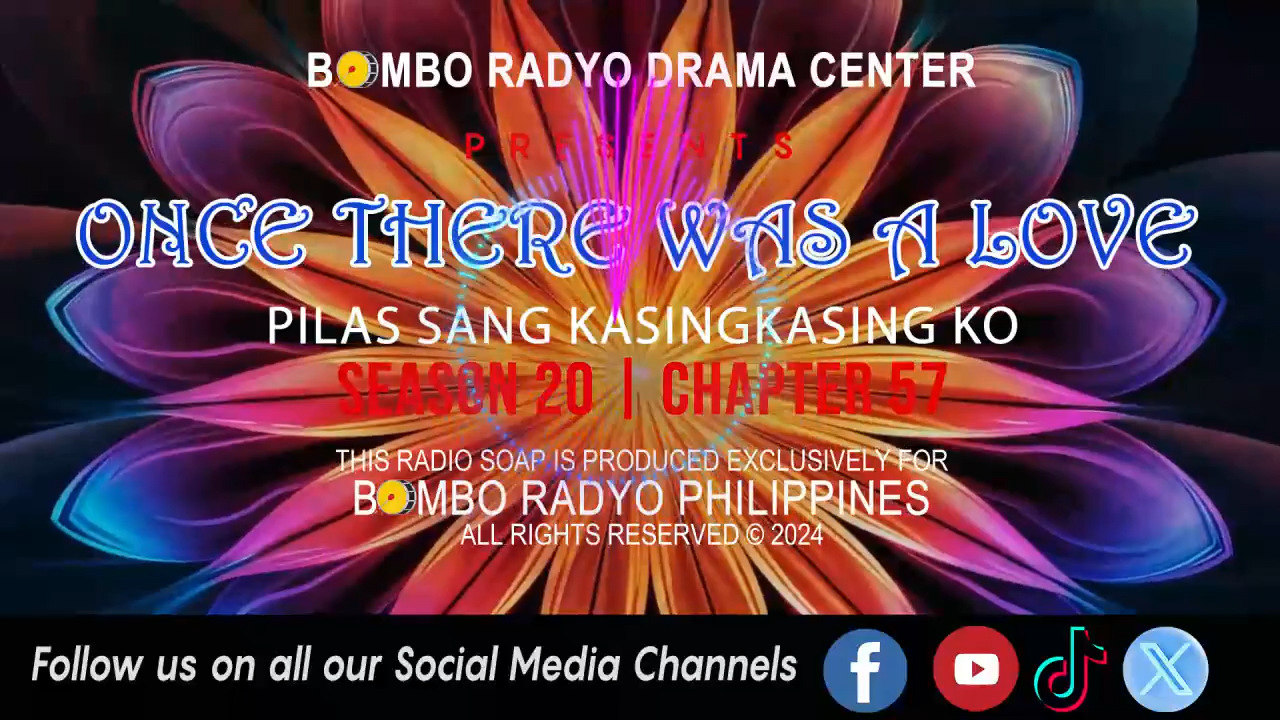 BOMBO RADYO DRAMA CENTER
PRESENTS
ONCE THERE WAS A LOVE
PILAS SANG KASINGKASING KO
SEASON 20 | CHAPTER 57
THIS RADIO SOAP IS PRODUCED EXCLUSIVELY FOR
BOMBO RADYO PHILIPPINES
ALL RIGHTS RESERVED © 2024
Follow us on all our Social Media Channels